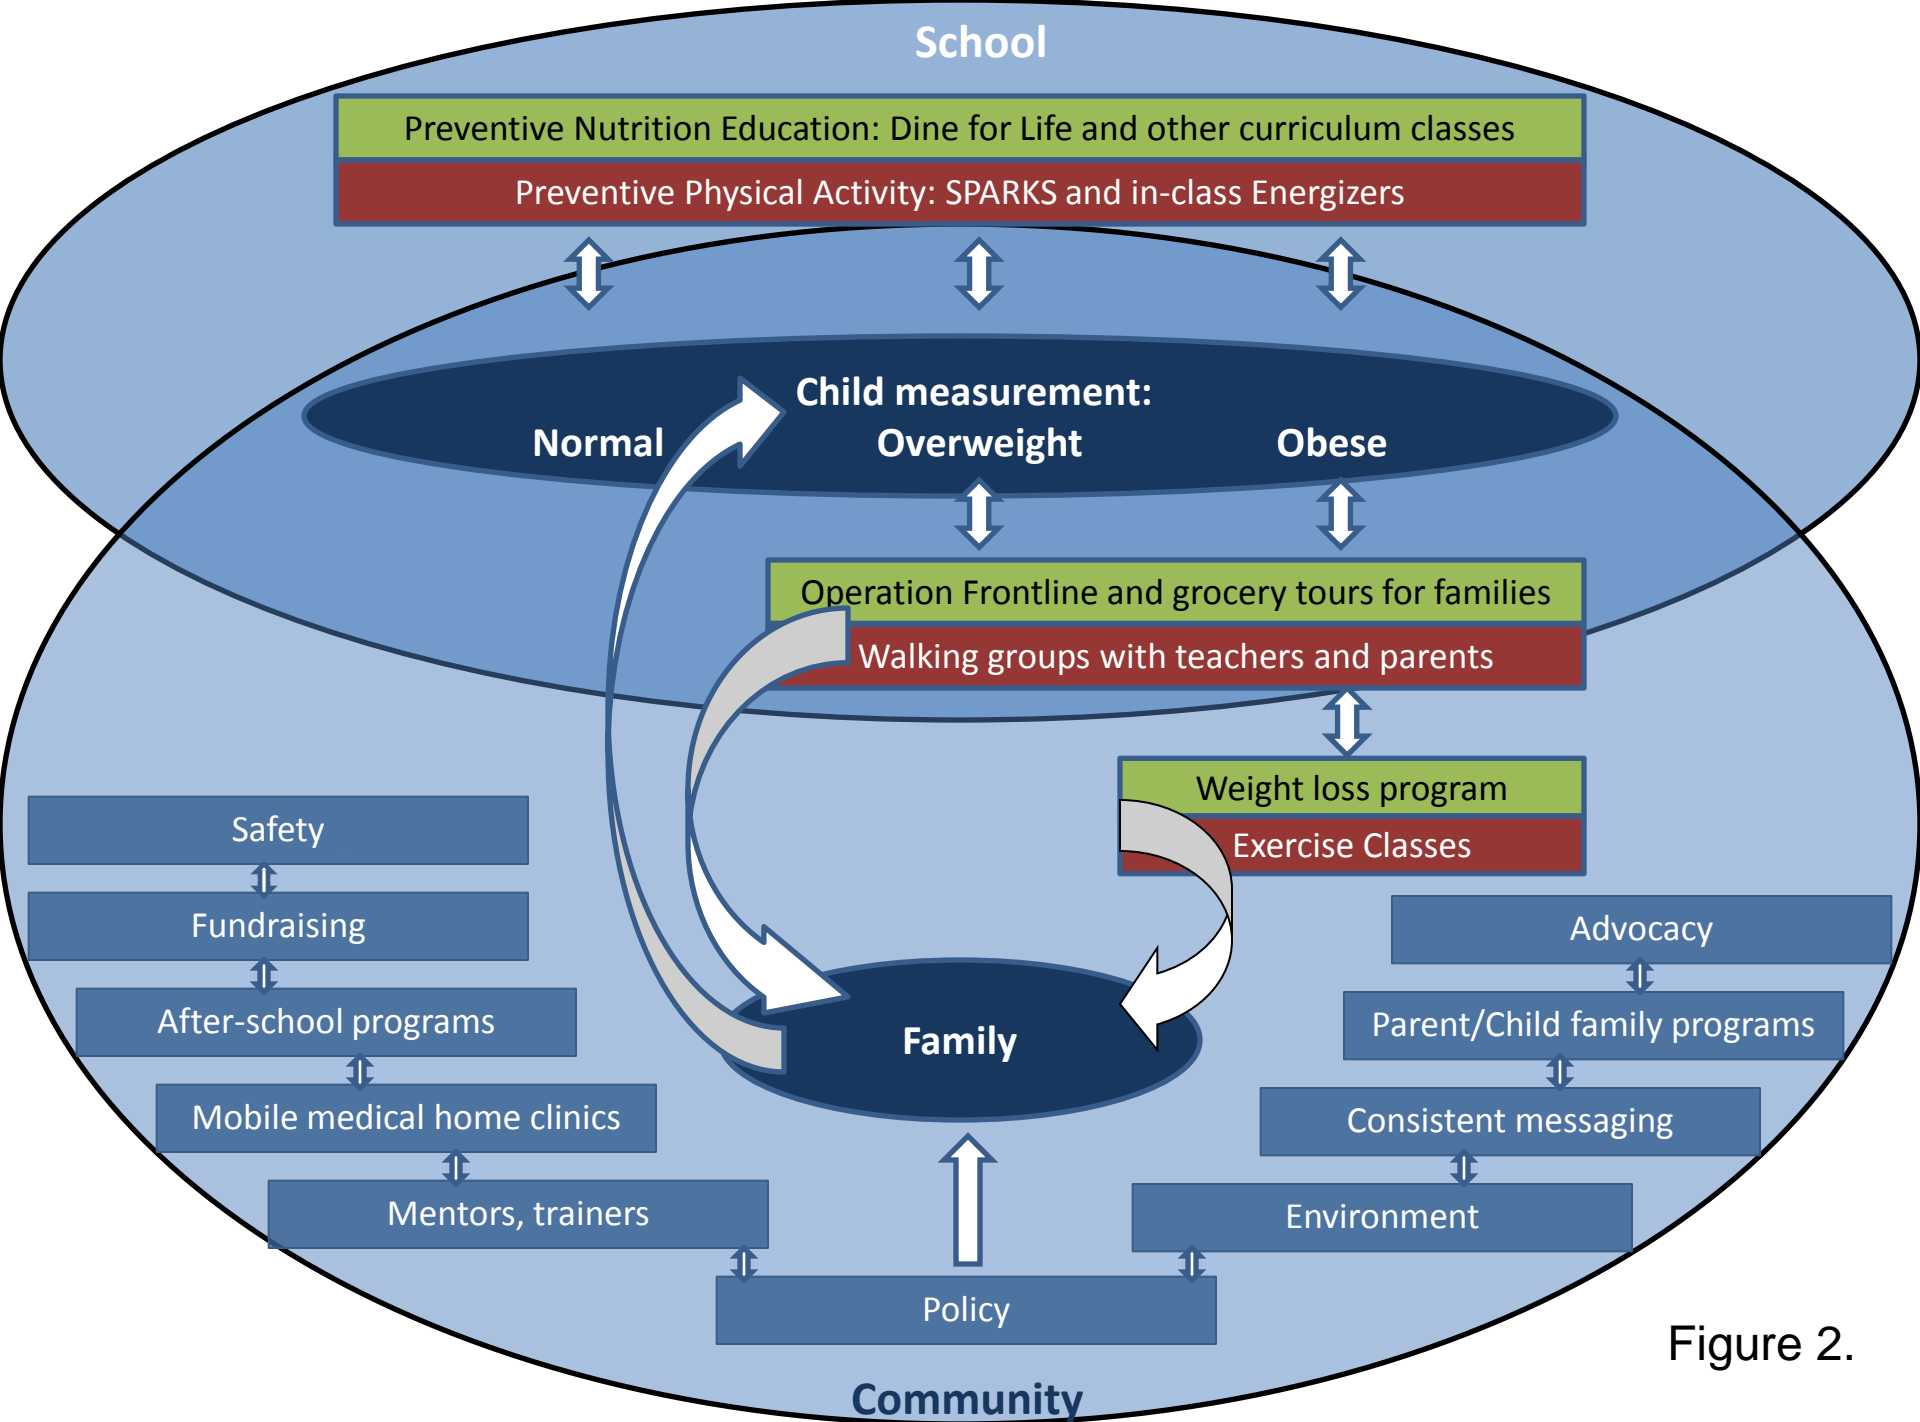 School
Preventive Nutrition Education: Dine for Life and other curriculum classes
Preventive Physical Activity: SPARKS and in-class Energizers
Child measurement:
Normal Overweight Obese
Operation Frontline and grocery tours for families
Walking groups with teachers and parents
Weight loss program
Exercise Classes
Safety
Fundraising
After-school programs
Mobile medical home clinics
Mentors, trainers
Advocacy
Parent/Child family programs
Consistent messaging
Environment
Family
Policy
Figure 2.
Community